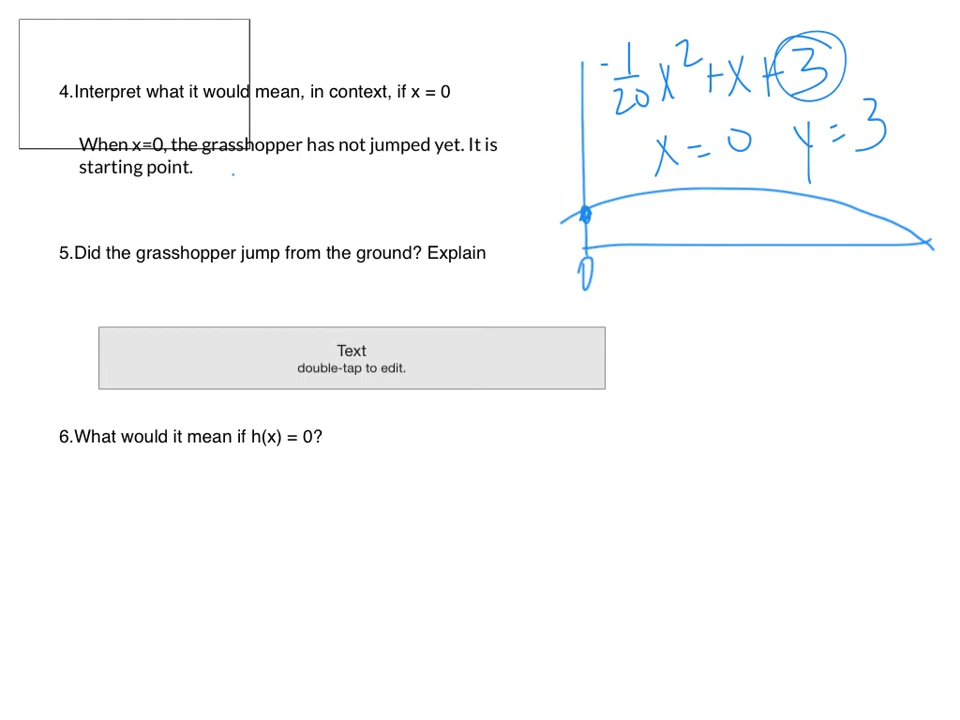 4.Interpret what it would mean, in context, if x = 0
When x=0, the grasshopper has not jumped yet. It is
starting point.
-1/20 x² + x + 3
x = 0 y = 3
0
5.Did the grasshopper jump from the ground? Explain
Text
double-tap to edit.
6.What would it mean if h(x) = 0?